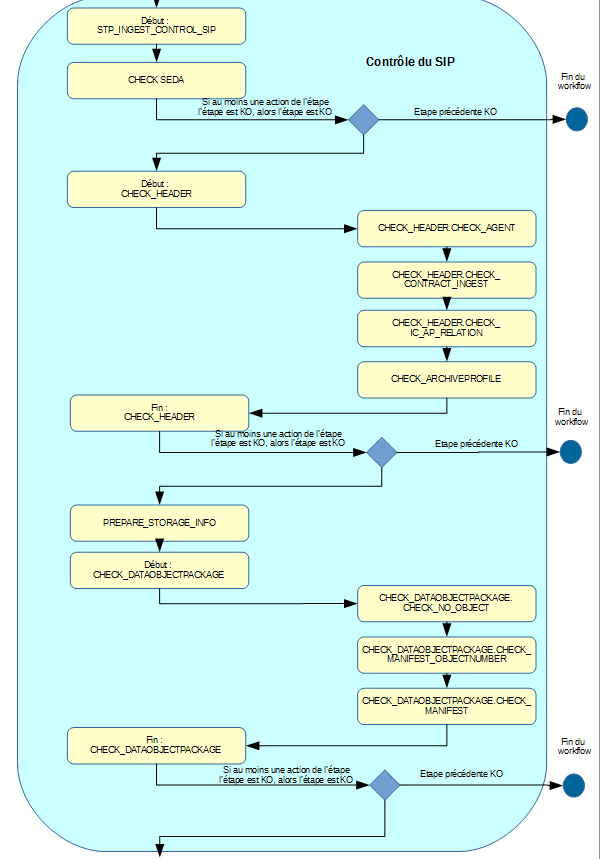 Début :
STP_INGEST_CONTROL_SIP
Contrôle du SIP
CHECK SEDA
Fin du
workflow
Si au moins une action de l'étape
l'étape est KO, alors l'étape est KO
Etape précédente KO
Début :
CHECK_HEADER
CHECK_HEADER.CHECK_AGENT
CHECK_HEADER.CHECK_
CONTRACT_INGEST
CHECK_HEADER.CHECK_
IC_AP_RELATION
CHECK_ARCHIVEPROFILE
Fin :
CHECK_HEADER
Fin du
workflow
Si au moins une action de l'étape
l'étape est KO, alors l'étape est KO
Etape précédente KO
PREPARE_STORAGE_INFO
Début :
CHECK_DATAOBJECTPACKAGE
CHECK_DATAOBJECTPACKAGE.
CHECK_NO_OBJECT
CHECK_DATAOBJECTPACKAGE.CHECK_
MANIFEST_OBJECTNUMBER
CHECK_DATAOBJECTPACKAGE.CHECK_
MANIFEST
Fin :
CHECK_DATAOBJECTPACKAGE
Fin du
workflow
Si au moins une action de l'étape
l'étape est KO, alors l'étape est KO
Etape précédente KO